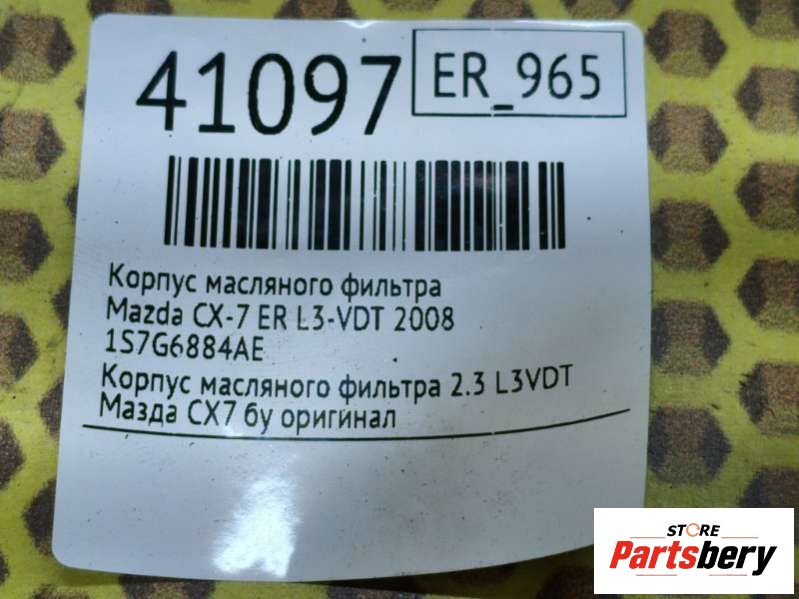 41097
ER_965
Корпус масляного фильтра
Mazda CX-7 ER L3-VDT 2008
1S7G6884AE
Корпус масляного фильтра 2.3 L3VDT
Мазда СХ7 бу оригинал
STORE
Partsbery